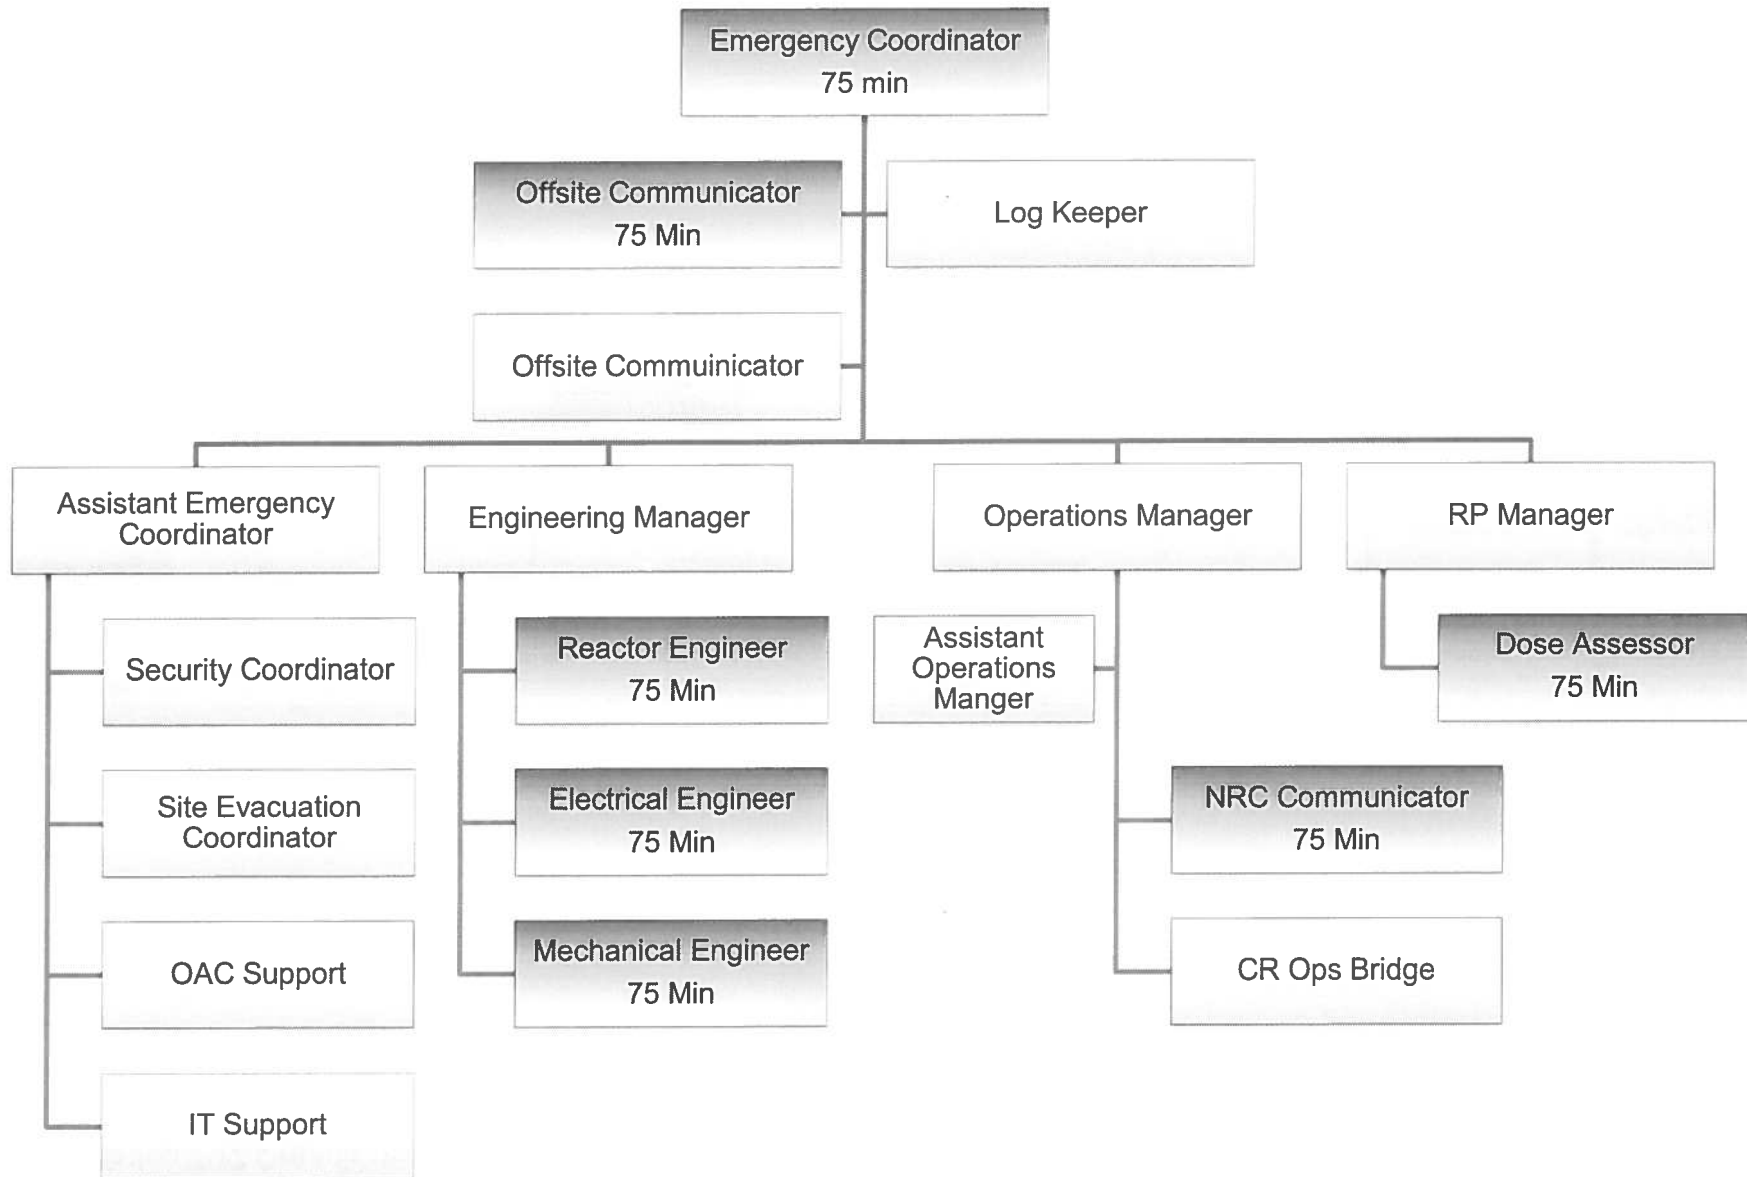 Emergency Coordinator
75 min
Offsite Communicator
75 Min
Log Keeper
Offsite Commuinicator
Assistant Emergency
Coordinator
Engineering Manager
Operations Manager
RP Manager
Security Coordinator
Reactor Engineer
75 Min
Assistant
Operations
Manger
Dose Assessor
75 Min
Site Evacuation
Coordinator
Electrical Engineer
75 Min
NRC Communicator
75 Min
OAC Support
Mechanical Engineer
75 Min
CR Ops Bridge
IT Support